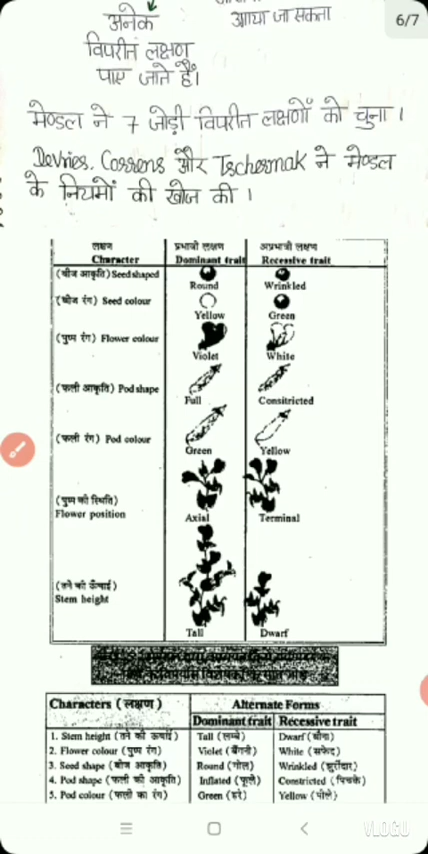 अनेक
आया जा सकता
6/7
विपरीत लक्षण
पाए जाते हैं।
मेण्डल ने 7 जोड़ी विपरीत लक्षणों को चुना।
Devries, Correns और Tschermak ने मेण्डल
के नियमों की खोज की।
लक्षण प्रभावी लक्षण अप्रभावी लक्षण
Character Dominant trait Recessive trait
(बीज आकृति) Seed shaped
Round Wrinkled
(बीज रंग) Seed colour
Yellow Green
(पुष्प रंग) Flower colour
Violet White
(फली आकृति) Pod shape
Full Consitricted
(फली रंग) Pod colour
Green Yellow
(पुष्प की स्थिति)
Flower position
Axial Terminal
(तने की ऊँचाई)
Stem height
Tall Dwarf
Characters (लक्षण) Alternate Forms
Dominant trait Recessive trait
1. Stem height (तने की ऊंचाई) Tall (लम्बे) Dwarf (बौना)
2. Flower colour (पुष्प रंग) Violet (बैंगनी) White (सफेद)
3. Seed shape (बीज आकृति) Round (गोल) Wrinkled (झुर्रीदार)
4. Pod shape (फली की आकृति) Inflated (फूले) Constricted (पिचके)
5. Pod colour (फली का रंग) Green (हरे) Yellow (पीले)
VLOGU